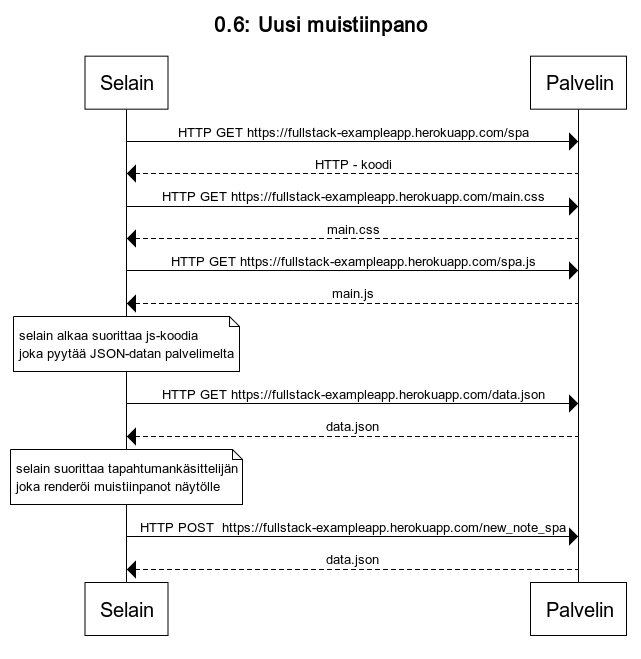 0.6: Uusi muistiinpano
Selain
Palvelin
HTTP GET https://fullstack-exampleapp.herokuapp.com/spa
HTTP - koodi
HTTP GET https://fullstack-exampleapp.herokuapp.com/main.css
main.css
HTTP GET https://fullstack-exampleapp.herokuapp.com/spa.js
main.js
selain alkaa suorittaa js-koodia
joka pyytää JSON-datan palvelimelta
HTTP GET https://fullstack-exampleapp.herokuapp.com/data.json
data.json
selain suorittaa tapahtumankäsittelijän
joka renderöi muistiinpanot näytölle
HTTP POST  https://fullstack-exampleapp.herokuapp.com/new_note_spa
data.json
Selain
Palvelin